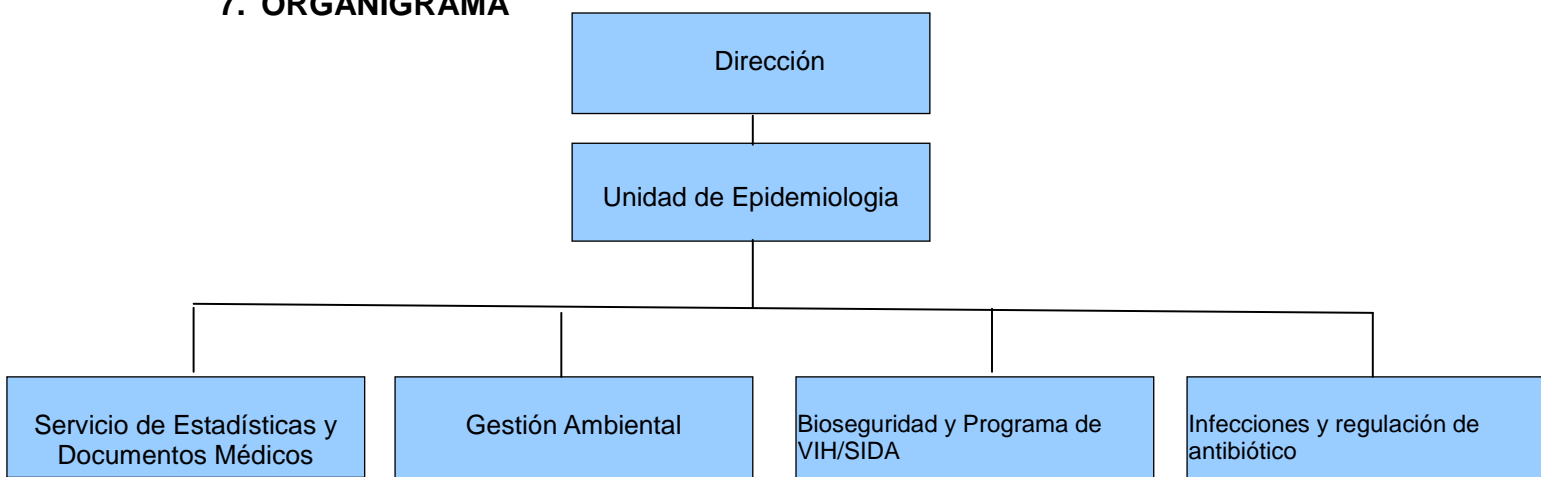 7. ORGANIGRAMA
Dirección
Unidad de Epidemiologia
Servicio de Estadísticas y
Documentos Médicos
Gestión Ambiental
Bioseguridad y Programa de
VIH/SIDA
Infecciones y regulación de
antibiótico